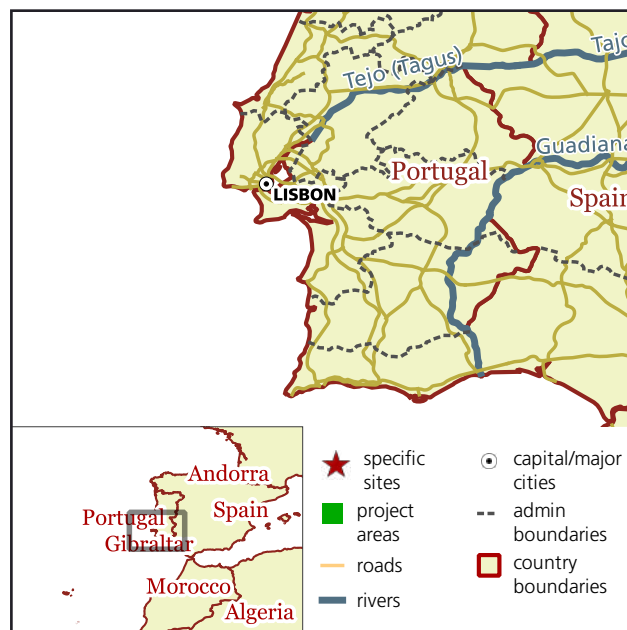 Tejo (Tagus)
Tajo
Guadiana
Portugal
Spain
LISBON
Andorra
Spain
Portugal
Gibraltar
Morocco
Algeria
specific
sites
project
areas
roads
rivers
capital/major
cities
admin
boundaries
country
boundaries